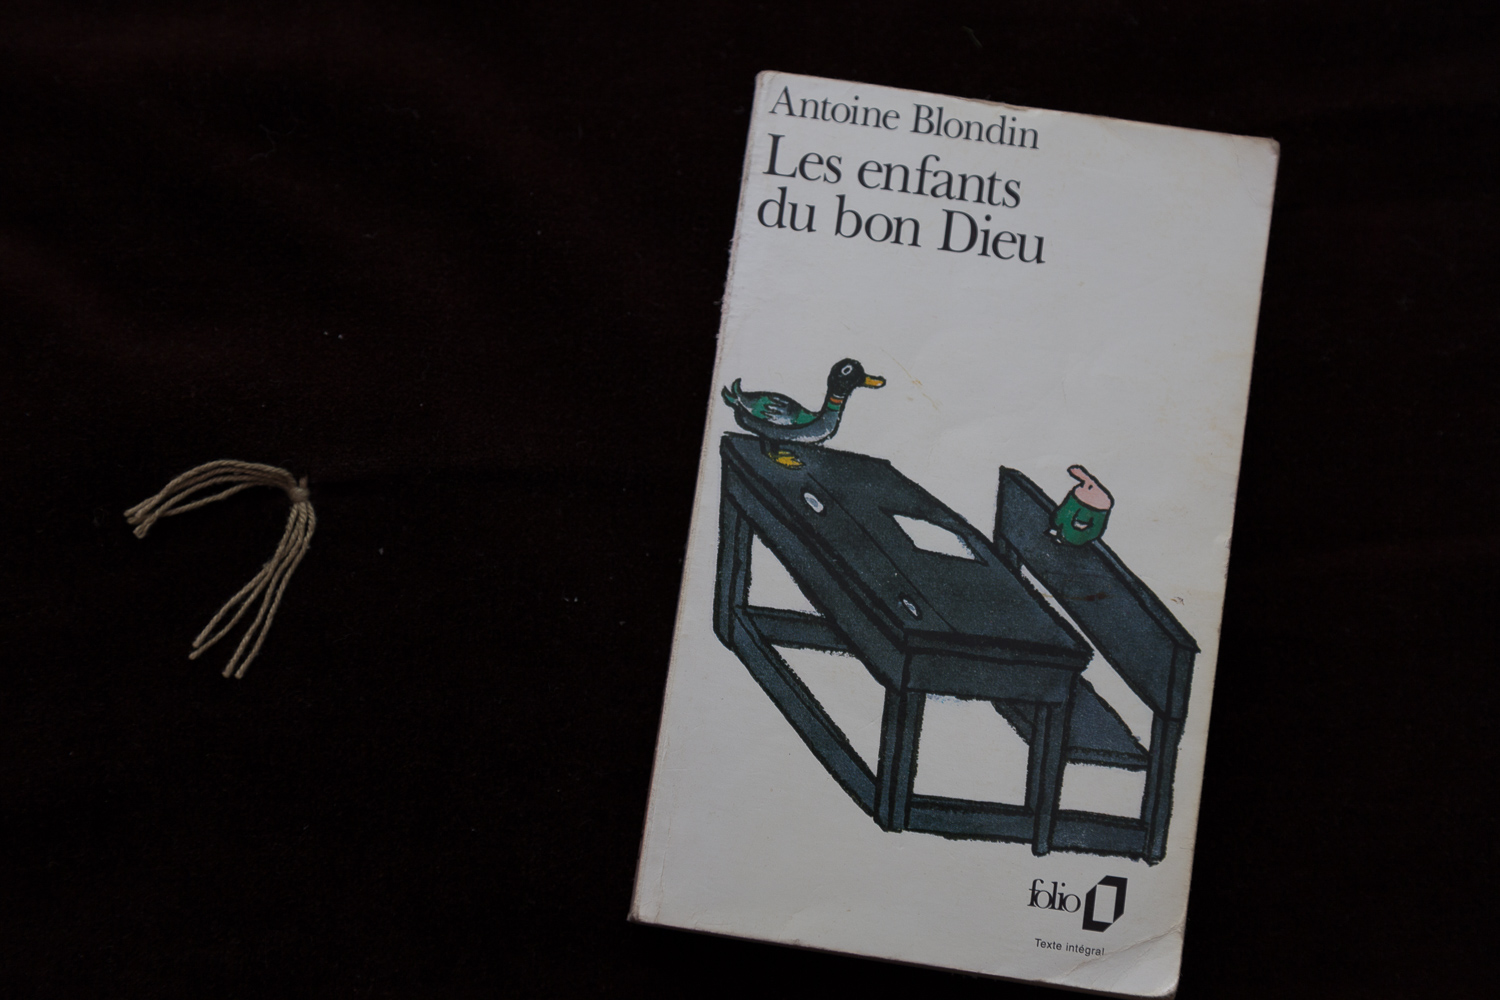 Antoine Blondin
Les enfants
du bon Dieu
folio
Texte intégral